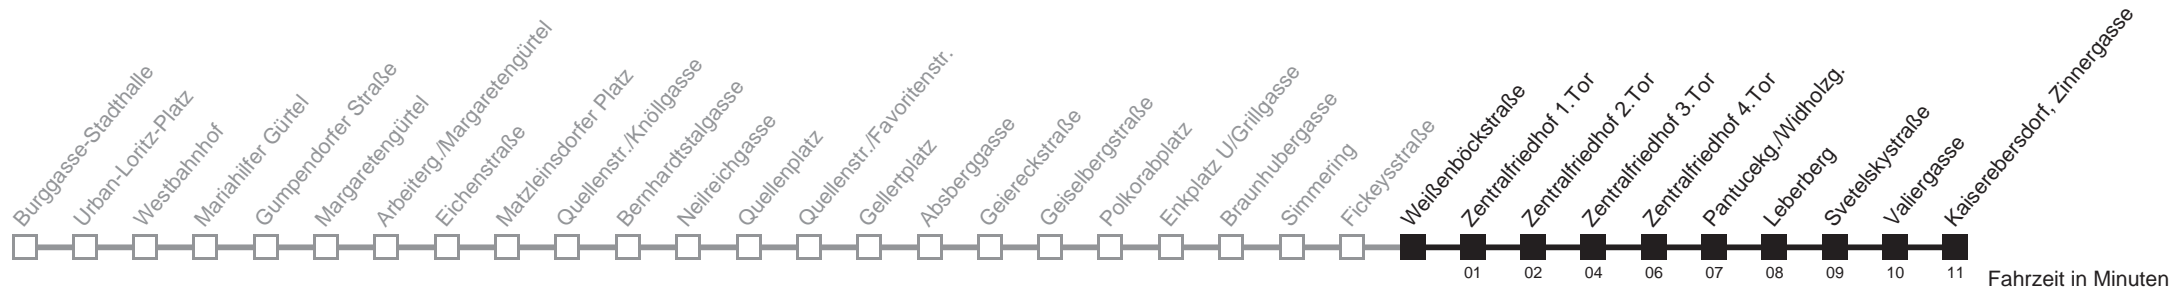 Burggasse-Stadthalle
Urban-Loritz-Platz
Westbahnhof
Mariahilfer Gürtel
Gumpendorfer Straße
Margaretengürtel
Arbeiterg./Margaretengürtel
Eichenstraße
Matzleinsdorfer Platz
Quellenstr./Knöllgasse
Bernhardtstalgasse
Neilreichgasse
Quellenplatz
Quellenstr./Favoritenstr.
Gellertplatz
Absberggasse
Geiereckstraße
Geiselbergstraße
Polkorabplatz
Enkplatz U/Grillgasse
Braunhubergasse
Simmering
Fickeysstraße
Weißenböckstraße
Zentralfriedhof 1.Tor
Zentralfriedhof 2.Tor
Zentralfriedhof 3.Tor
Zentralfriedhof 4.Tor
Pantucekg./Widholzg.
Leberberg
Svetelskystraße
Valiergasse
Kaiserebersdorf, Zinnergasse
01 02 04 06 07 08 09 10 11
Fahrzeit in Minuten